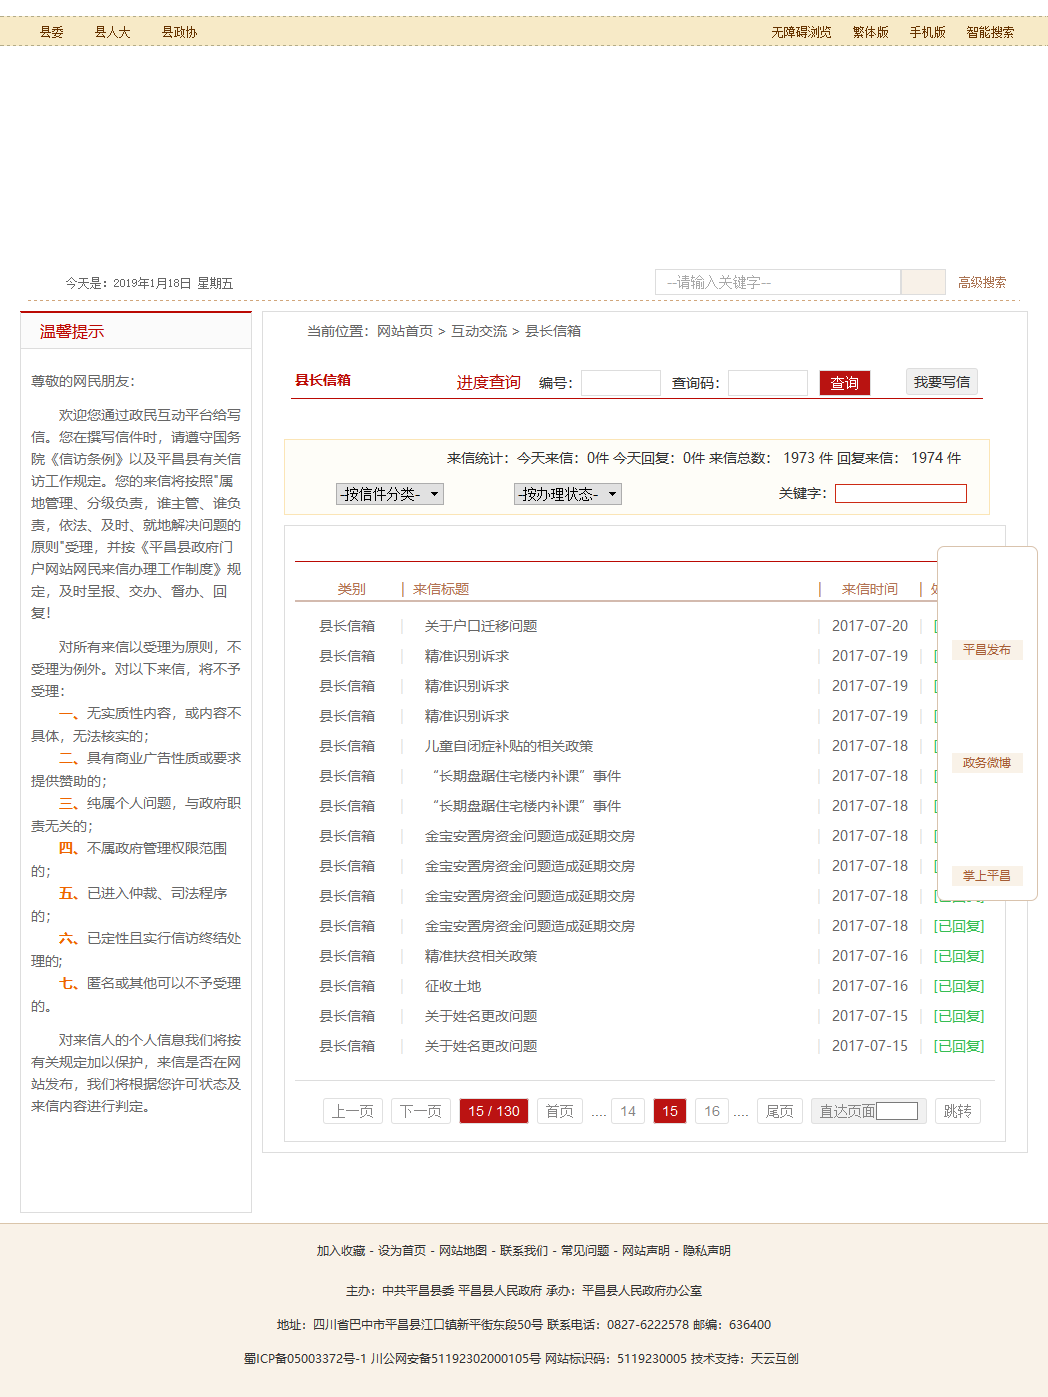 县委 县人大 县政协 无障碍浏览 繁体版 手机版 智能搜索
今天是：2019年1月18日 星期五 --请输入关键字-- 高级搜索
温馨提示
尊敬的网民朋友：
欢迎您通过政民互动平台给写
信。您在撰写信件时，请遵守国务
院《信访条例》以及平昌县有关信
访工作规定。您的来信将按照"属
地管理、分级负责，谁主管、谁负
责，依法、及时、就地解决问题的
原则"受理，并按《平昌县政府门
户网站网民来信办理工作制度》规
定，及时呈报、交办、督办、回
复！
对所有来信以受理为原则，不
受理为例外。对以下来信，将不予
受理：
一、无实质性内容，或内容不
具体，无法核实的；
二、具有商业广告性质或要求
提供赞助的；
三、纯属个人问题，与政府职
责无关的；
四、不属政府管理权限范围
的；
五、已进入仲裁、司法程序
的；
六、已定性且实行信访终结处
理的;
七、匿名或其他可以不予受理
的。
对来信人的个人信息我们将按
有关规定加以保护，来信是否在网
站发布，我们将根据您许可状态及
来信内容进行判定。
当前位置：网站首页 > 互动交流 > 县长信箱
县长信箱 进度查询 编号： 查询码： 查询 我要写信
来信统计：今天来信：0件 今天回复：0件 来信总数： 1973 件 回复来信： 1974 件
-按信件分类- -按办理状态- 关键字：
类别 来信标题 来信时间
县长信箱 关于户口迁移问题 2017-07-20
县长信箱 精准识别诉求 2017-07-19
县长信箱 精准识别诉求 2017-07-19
县长信箱 精准识别诉求 2017-07-19
县长信箱 儿童自闭症补贴的相关政策 2017-07-18
县长信箱 “长期盘踞住宅楼内补课”事件 2017-07-18
县长信箱 “长期盘踞住宅楼内补课”事件 2017-07-18
县长信箱 金宝安置房资金问题造成延期交房 2017-07-18
县长信箱 金宝安置房资金问题造成延期交房 2017-07-18
县长信箱 金宝安置房资金问题造成延期交房 2017-07-18
县长信箱 金宝安置房资金问题造成延期交房 2017-07-18 [已回复]
县长信箱 精准扶贫相关政策 2017-07-16 [已回复]
县长信箱 征收土地 2017-07-16 [已回复]
县长信箱 关于姓名更改问题 2017-07-15 [已回复]
县长信箱 关于姓名更改问题 2017-07-15 [已回复]
上一页 下一页 15 / 130 首页 .... 14 15 16 .... 尾页 直达页面 跳转
平昌发布
政务微博
掌上平昌
加入收藏 - 设为首页 - 网站地图 - 联系我们 - 常见问题 - 网站声明 - 隐私声明
主办：中共平昌县委 平昌县人民政府 承办：平昌县人民政府办公室
地址：四川省巴中市平昌县江口镇新平街东段50号 联系电话：0827-6222578 邮编：636400
蜀ICP备05003372号-1 川公网安备51192302000105号 网站标识码：5119230005 技术支持：天云互创